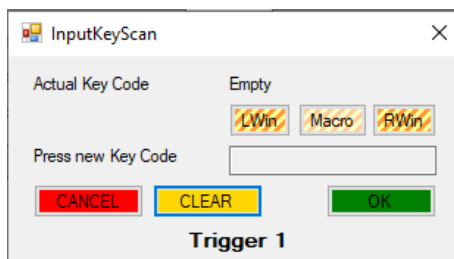 InputKeyScan
Actual Key Code Empty
LWin Macro RWin
Press new Key Code
CANCEL CLEAR OK
Trigger 1